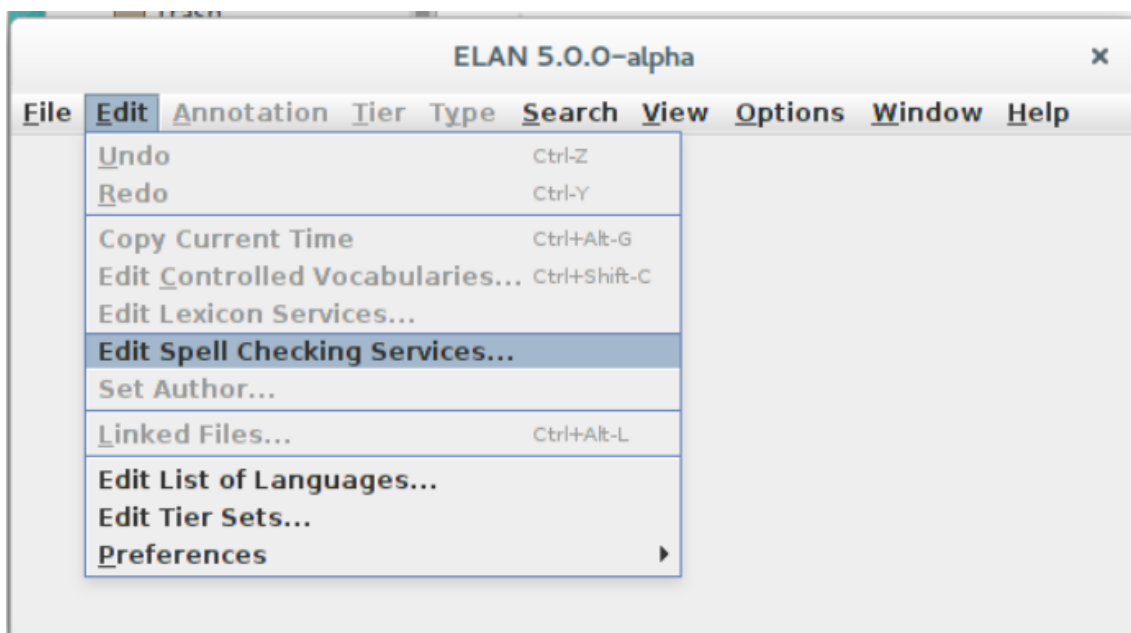 Trash
ELAN 5.0.0-alpha
File Edit Annotation Tier Type Search View Options Window Help
Undo Ctrl-Z
Redo Ctrl-Y
Copy Current Time Ctrl+Alt-G
Edit Controlled Vocabularies... Ctrl+Shift-C
Edit Lexicon Services...
Edit Spell Checking Services...
Set Author...
Linked Files... Ctrl+Alt-L
Edit List of Languages...
Edit Tier Sets...
Preferences